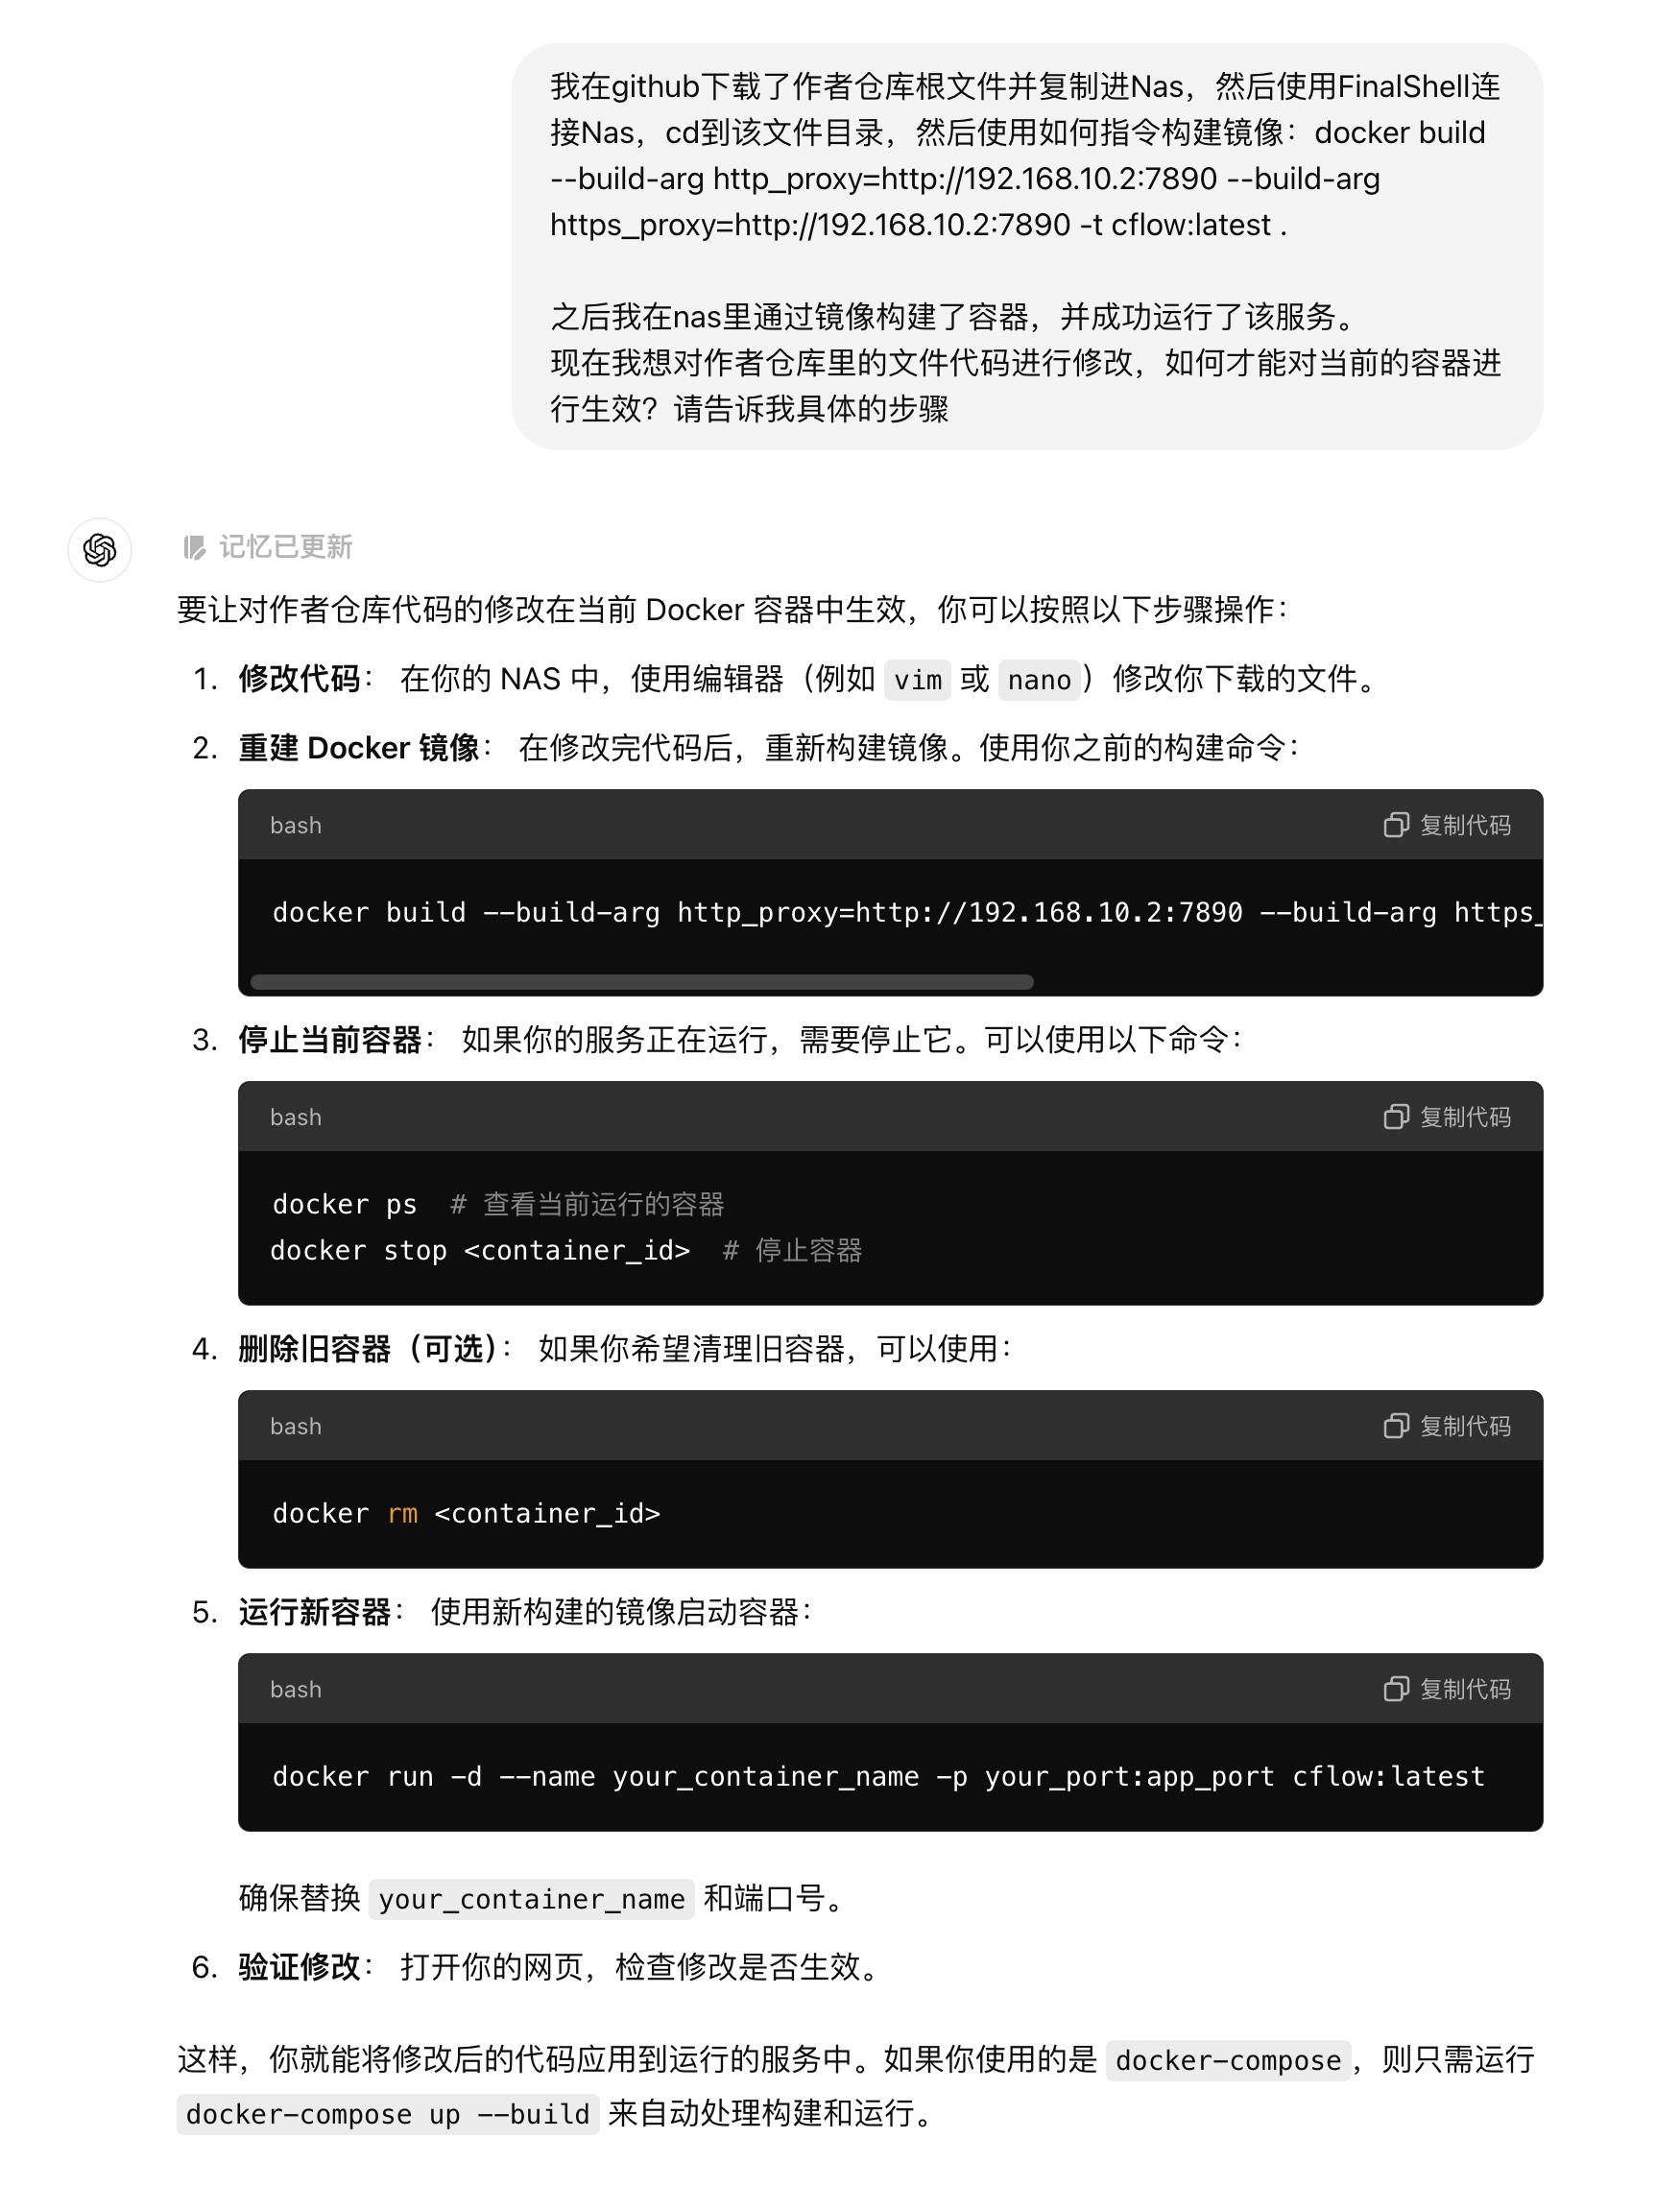 我在github下载了作者仓库根文件并复制进Nas，然后使用FinalShell连
接Nas，cd到该文件目录，然后使用如何指令构建镜像：docker build
--build-arg http_proxy=http://192.168.10.2:7890 --build-arg
https_proxy=http://192.168.10.2:7890 -t cflow:latest .
之后我在nas里通过镜像构建了容器，并成功运行了该服务。
现在我想对作者仓库里的文件代码进行修改，如何才能对当前的容器进
行生效？请告诉我具体的步骤
记忆已更新
要让对作者仓库代码的修改在当前 Docker 容器中生效，你可以按照以下步骤操作：
1. 修改代码： 在你的 NAS 中，使用编辑器（例如 vim 或 nano）修改你下载的文件。
2. 重建 Docker 镜像： 在修改完代码后，重新构建镜像。使用你之前的构建命令：
bash 复制代码
docker build --build-arg http_proxy=http://192.168.10.2:7890 --build-arg https_
3. 停止当前容器： 如果你的服务正在运行，需要停止它。可以使用以下命令：
bash 复制代码
docker ps  # 查看当前运行的容器
docker stop <container_id>  # 停止容器
4. 删除旧容器（可选）： 如果你希望清理旧容器，可以使用：
bash 复制代码
docker rm <container_id>
5. 运行新容器： 使用新构建的镜像启动容器：
bash 复制代码
docker run -d --name your_container_name -p your_port:app_port cflow:latest
确保替换 your_container_name 和端口号。
6. 验证修改： 打开你的网页，检查修改是否生效。
这样，你就能将修改后的代码应用到运行的服务中。如果你使用的是 docker-compose，则只需运行
docker-compose up --build 来自动处理构建和运行。